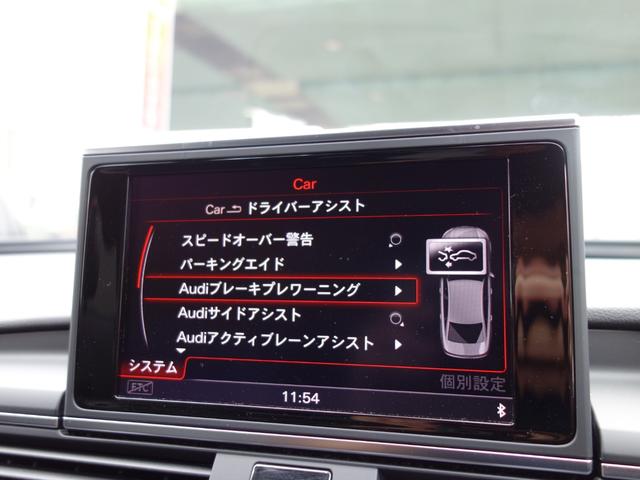 Car
Car ドライバーアシスト
スピードオーバー警告
パーキングエイド
Audiブレーキプレワーニング
Audiサイドアシスト
Audiアクティブレーンアシスト
システム
ETC
個別設定
11:54